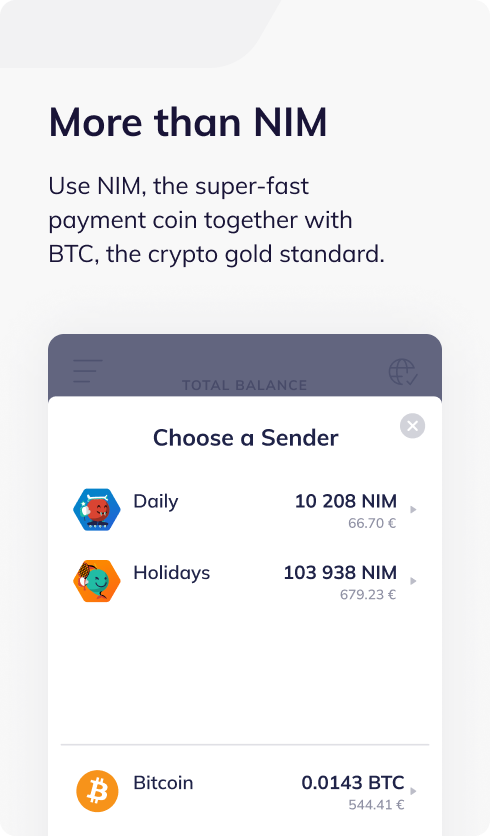 More than NIM
Use NIM, the super-fast
payment coin together with
BTC, the crypto gold standard.
TOTAL BALANCE
Choose a Sender
Daily 10 208 NIM
66.70 €
Holidays 103 938 NIM
679.23 €
Bitcoin 0.0143 BTC
544.41 €